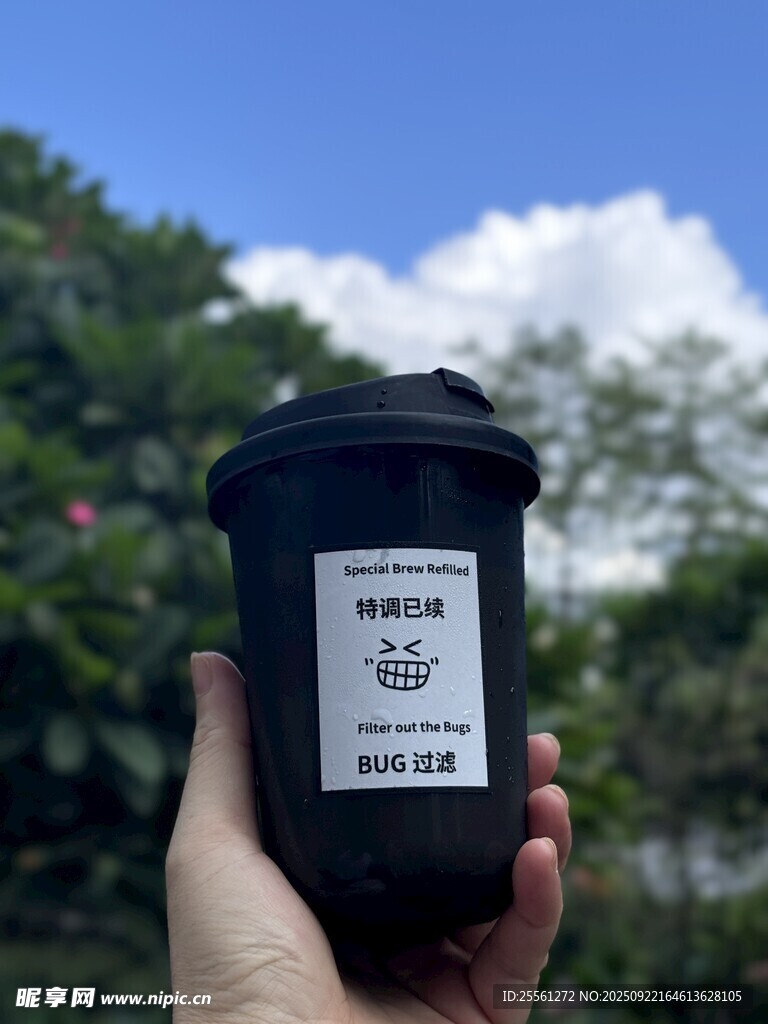 Special Brew Refilled
特调已续
Filter out the Bugs
BUG 过滤
昵享网 www.nipic.cn
ID:25561272 NO:20250922164613628105